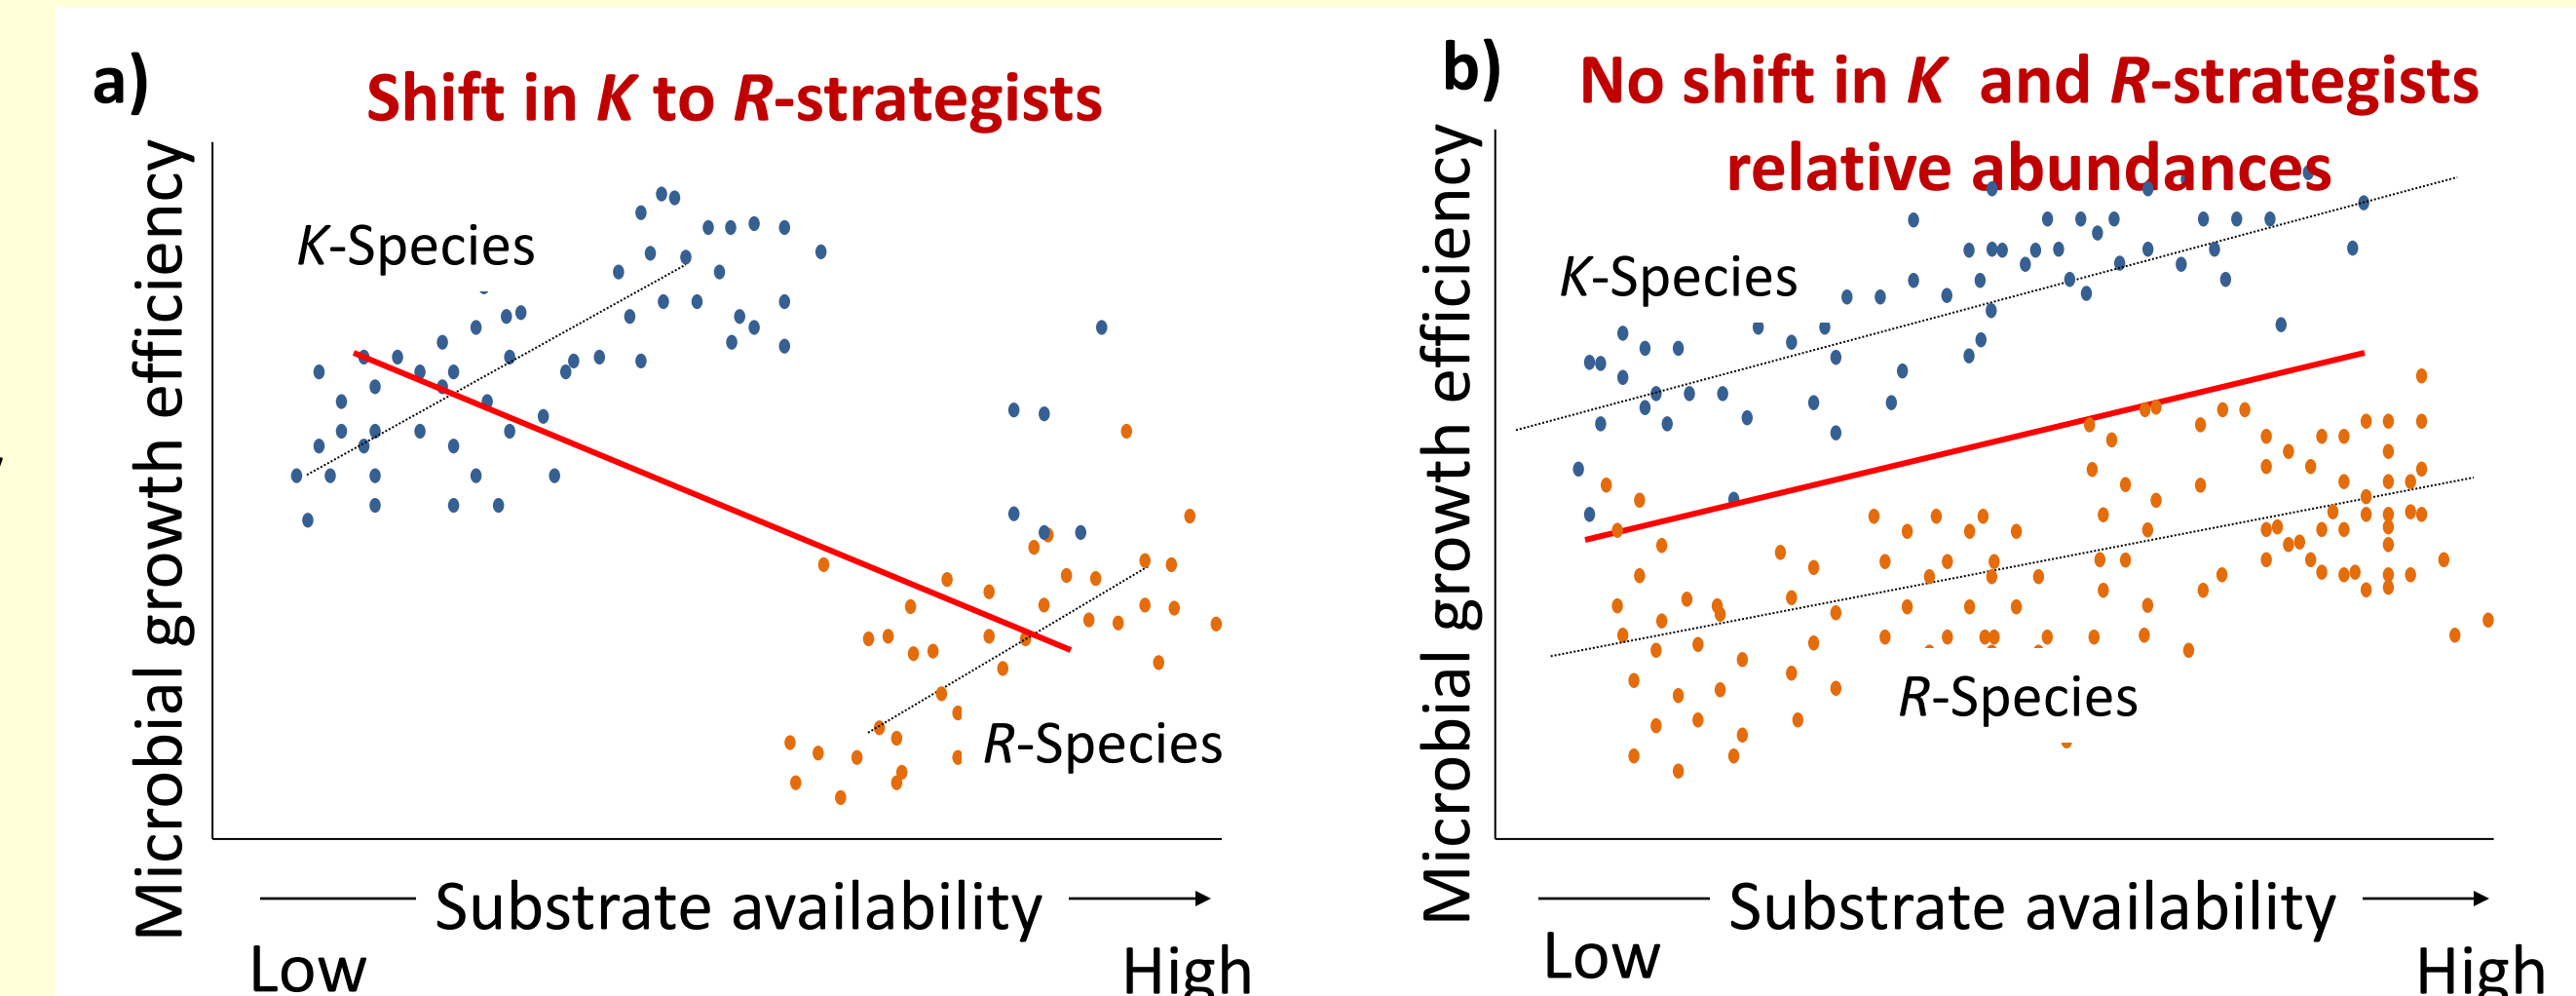 a)
Shift in K to R-strategists
Microbial growth efficiency
K-Species
R-Species
Substrate availability
Low
High
b)
No shift in K and R-strategists
relative abundances
Microbial growth efficiency
K-Species
R-Species
Substrate availability
Low
High